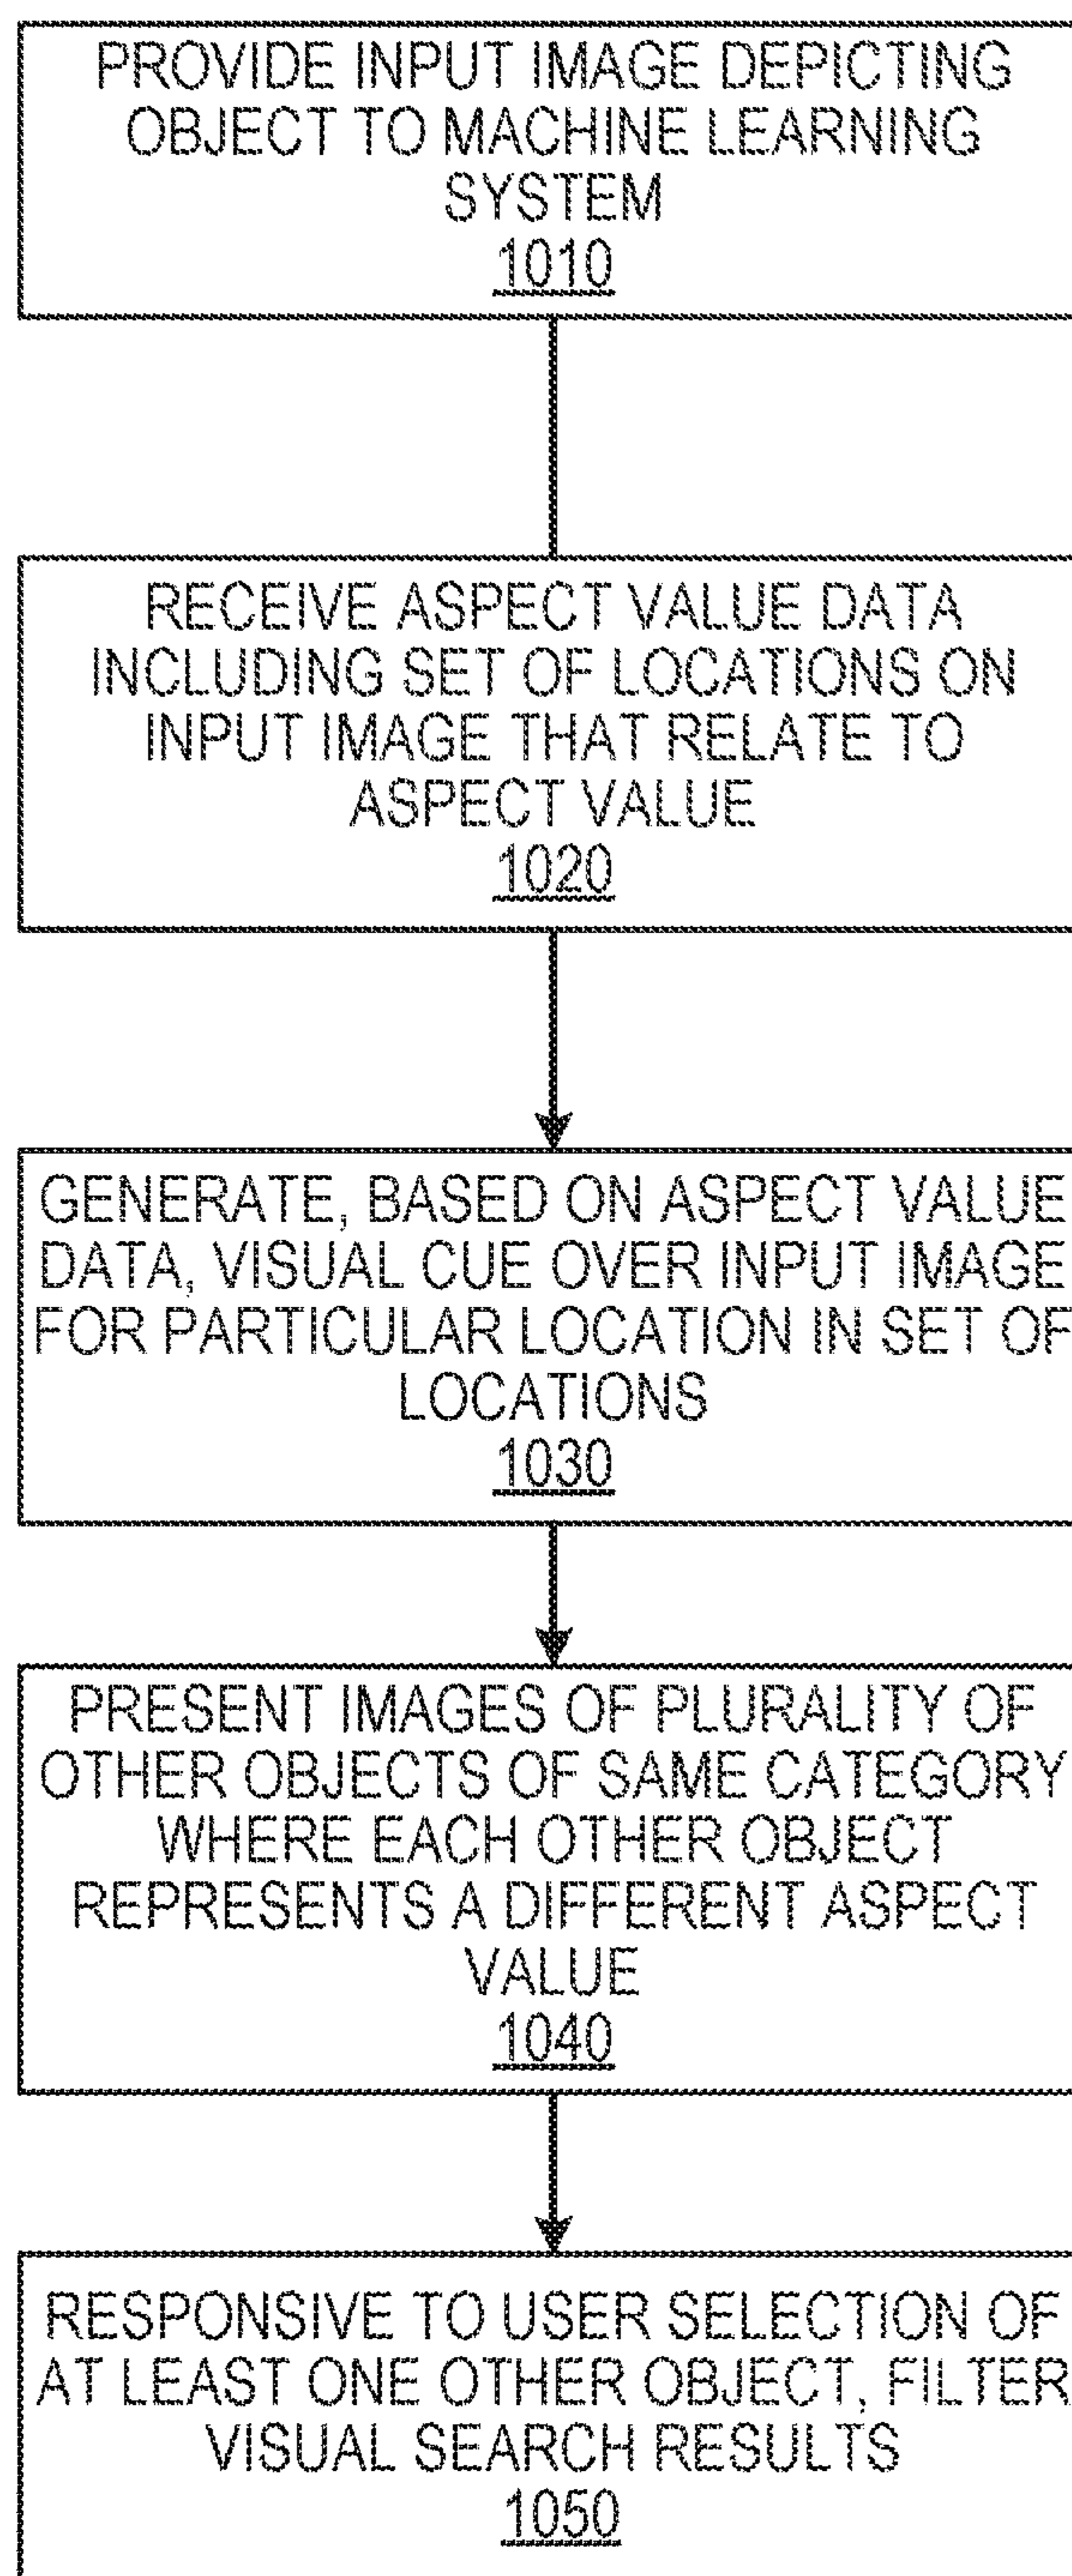 PROVIDE INPUT IMAGE DEPICTING
OBJECT TO MACHINE LEARNING
SYSTEM
1010
RECEIVE ASPECT VALUE DATA
INCLUDING SET OF LOCATIONS ON
INPUT IMAGE THAT RELATE TO
ASPECT VALUE
1020
GENERATE, BASED ON ASPECT VALUE
DATA, VISUAL CUE OVER INPUT IMAGE
FOR PARTICULAR LOCATION IN SET OF
LOCATIONS
1030
PRESENT IMAGES OF PLURALITY OF
OTHER OBJECTS OF SAME CATEGORY
WHERE EACH OTHER OBJECT
REPRESENTS A DIFFERENT ASPECT
VALUE
1040
RESPONSIVE TO USER SELECTION OF
AT LEAST ONE OTHER OBJECT, FILTER
VISUAL SEARCH RESULTS
1050